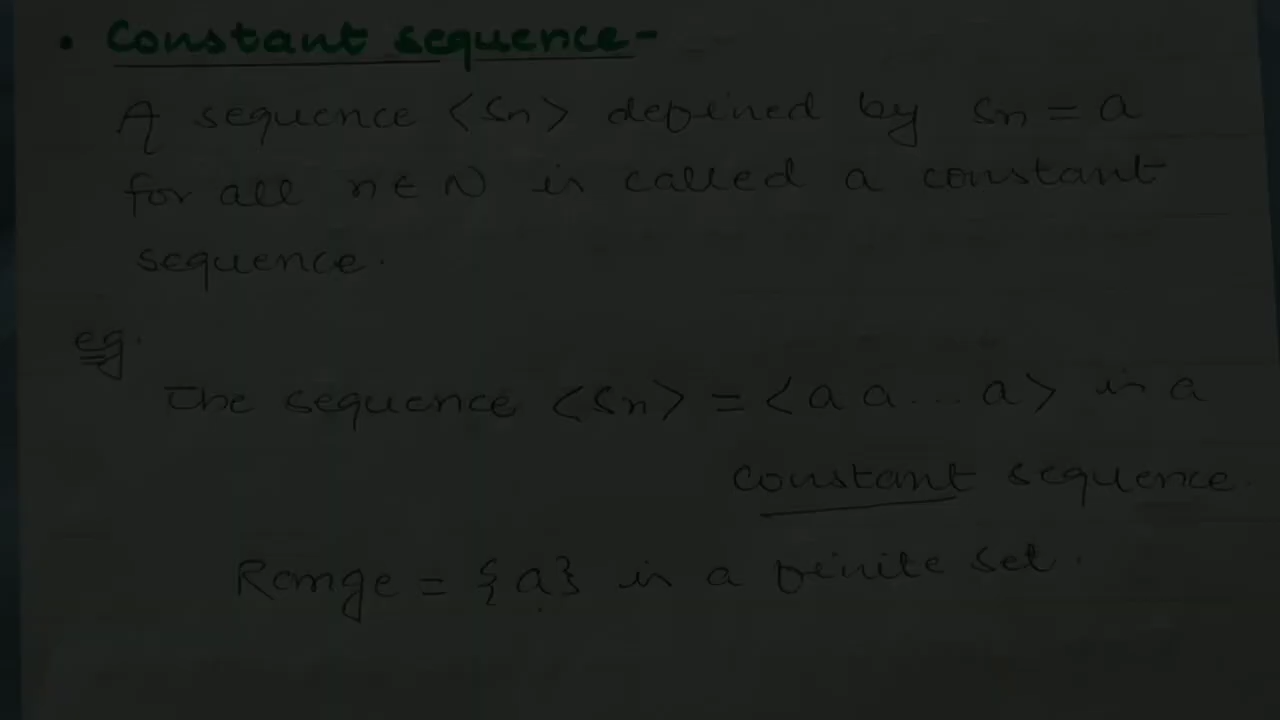 • Constant sequence-
A sequence <Sn> defined by Sn = a
for all n ∈ N is called a constant
sequence.
eg.
The sequence <Sn> = <a a ... a> is a
constant sequence.
Range = {a} is a finite set.